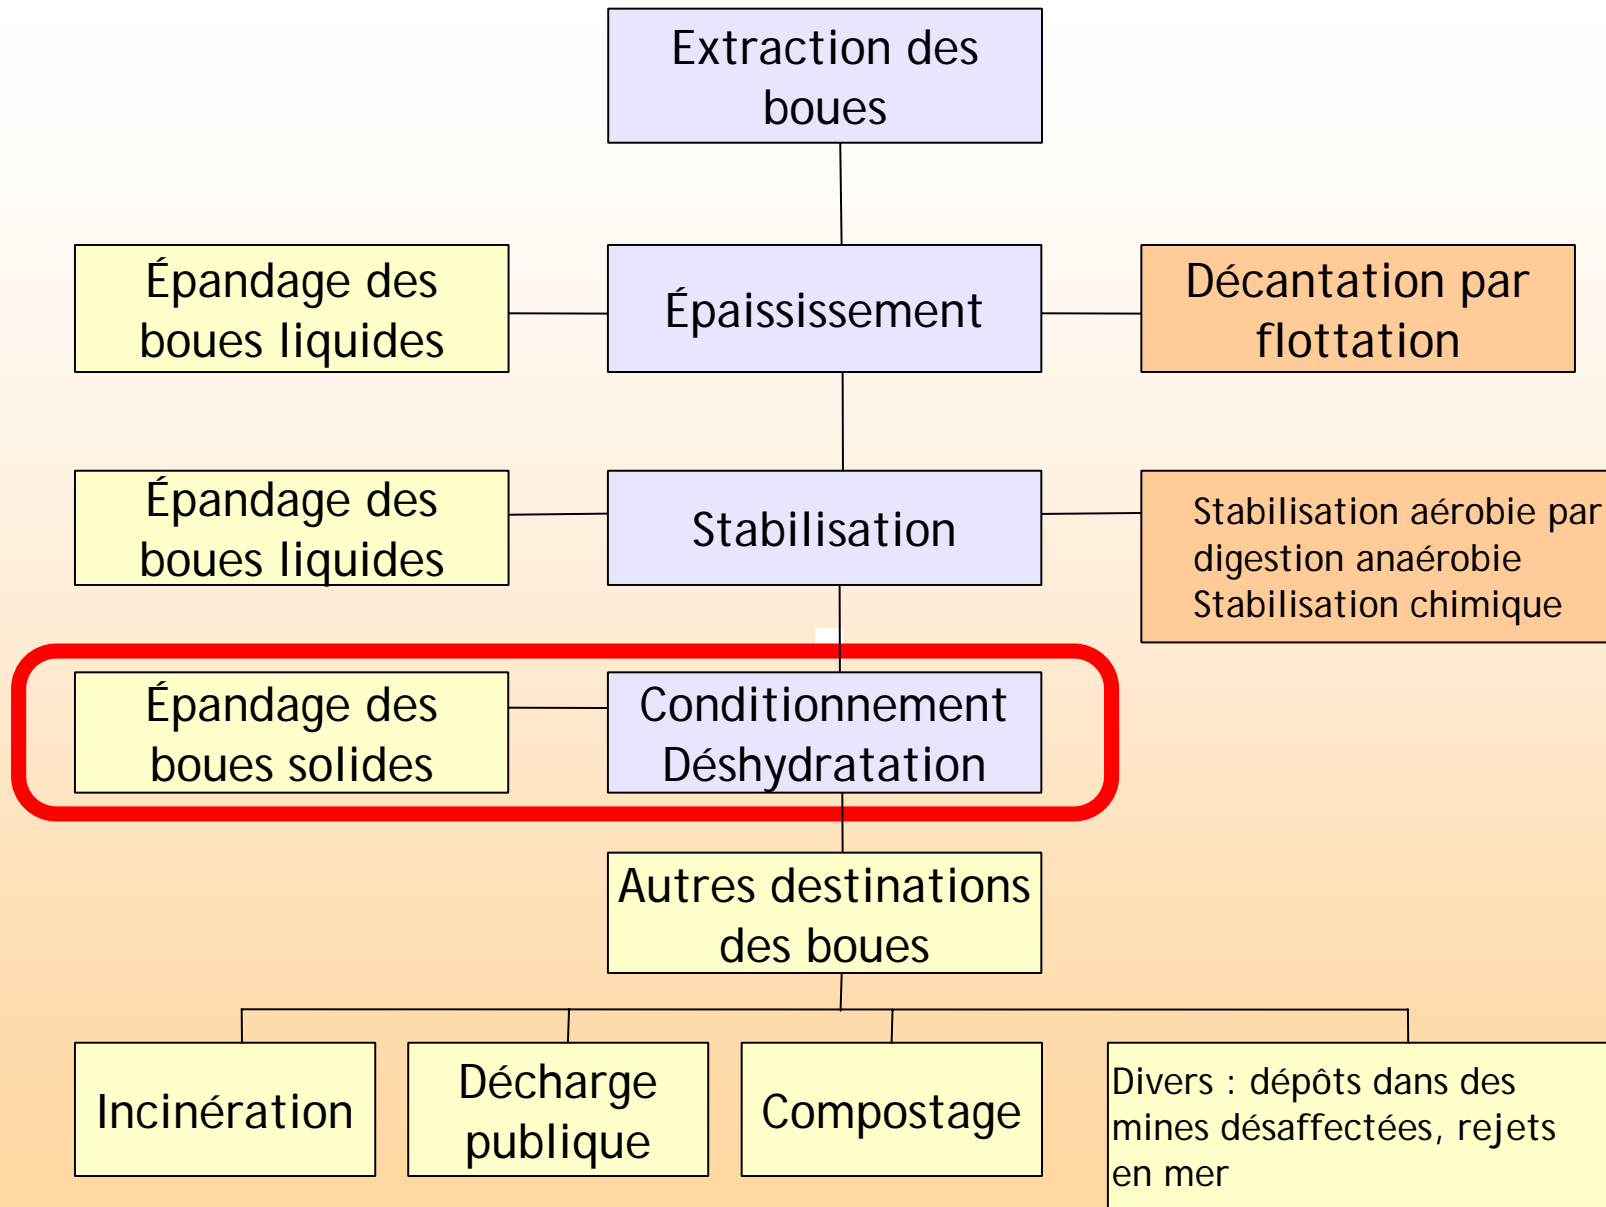 Extraction des
boues
Épandage des
boues liquides
Épaississement
Décantation par
flottation
Épandage des
boues liquides
Stabilisation
Stabilisation aérobie par
digestion anaérobie
Stabilisation chimique
Épandage des
boues solides
Conditionnement
Déshydratation
Autres destinations
des boues
Incinération
Décharge
publique
Compostage
Divers : dépôts dans des
mines désaffectées, rejets
en mer